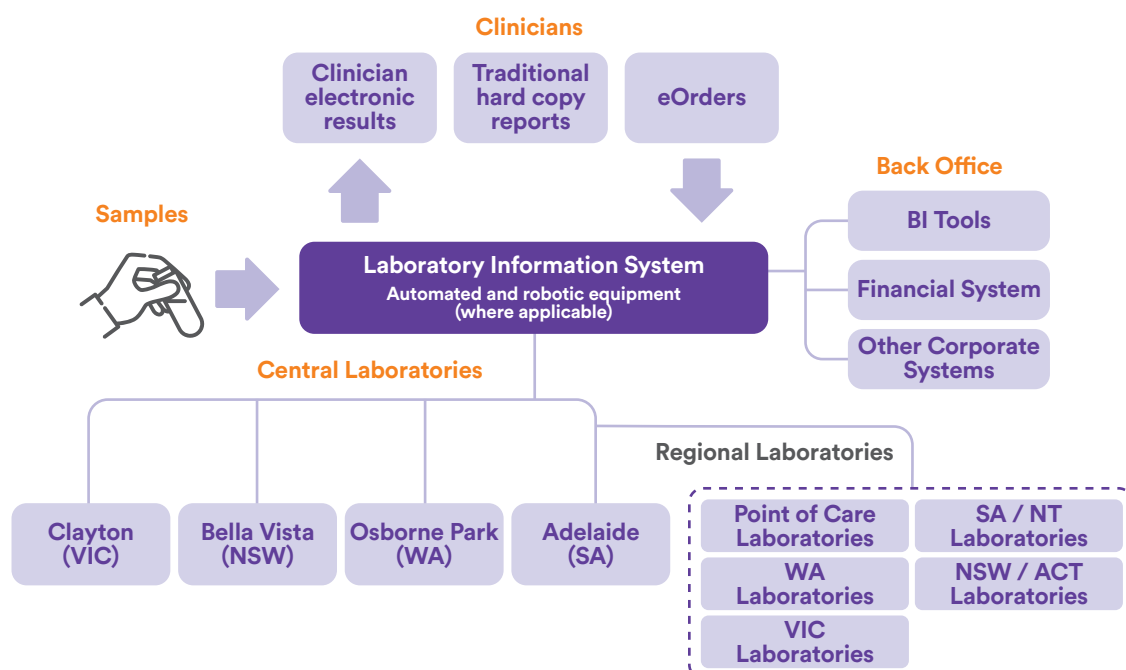 Clinicians
Clinician
electronic
results
Traditional
hard copy
reports
eOrders
Back Office
Samples
BI Tools
Laboratory Information System
Automated and robotic equipment
(where applicable)
Financial System
Other Corporate
Systems
Central Laboratories
Regional Laboratories
Clayton
(VIC)
Bella Vista
(NSW)
Osborne Park
(WA)
Adelaide
(SA)
Point of Care
Laboratories
SA / NT
Laboratories
WA
Laboratories
NSW / ACT
Laboratories
VIC
Laboratories